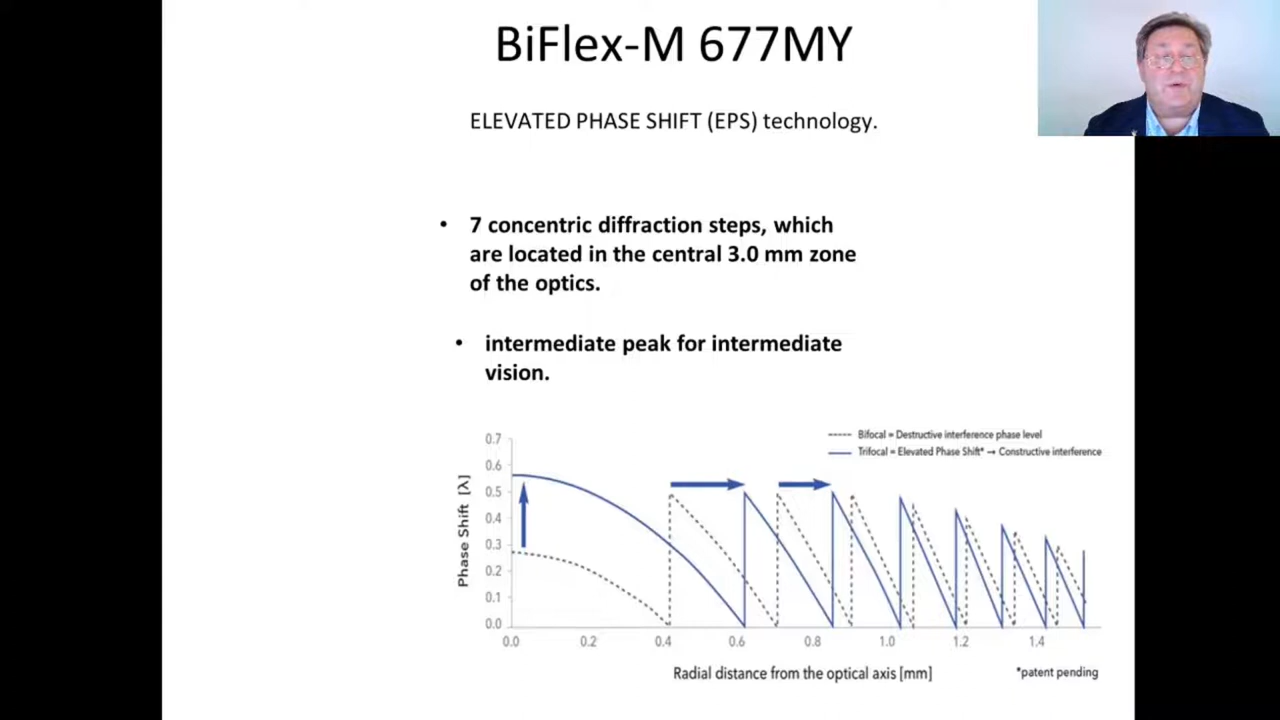 BiFlex-M 677MY
ELEVATED PHASE SHIFT (EPS) technology.
• 7 concentric diffraction steps, which
are located in the central 3.0 mm zone
of the optics.
• intermediate peak for intermediate
vision.
Bifocal = Destructive interference phase level
Trifocal = Elevated Phase Shift* → Constructive interference
Phase Shift [λ]
0.7
0.6
0.5
0.4
0.3
0.2
0.1
0.0
0.0 0.2 0.4 0.6 0.8 1.0 1.2 1.4
Radial distance from the optical axis [mm]
*patent pending